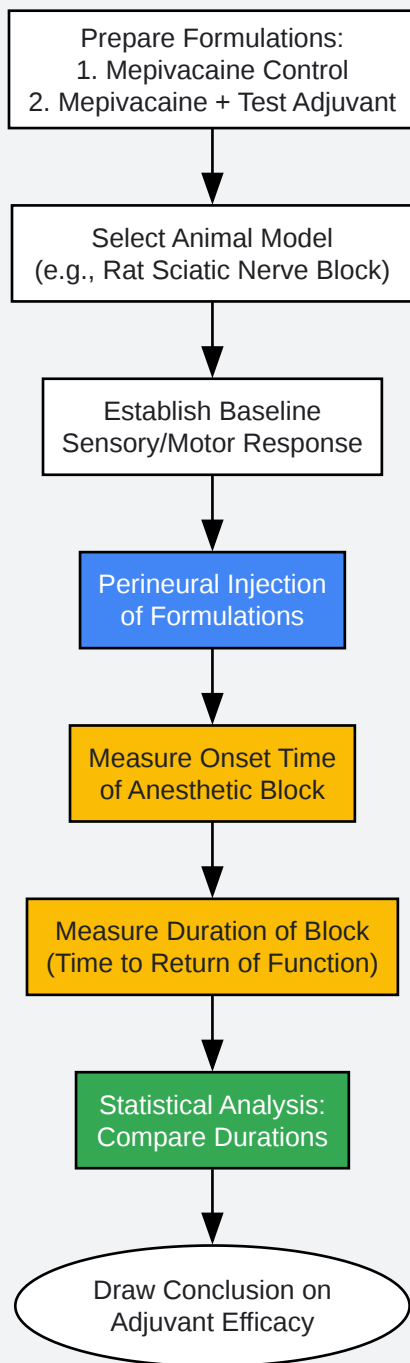 Prepare Formulations:
1. Mepivacaine Control
2. Mepivacaine + Test Adjuvant
Select Animal Model
(e.g., Rat Sciatic Nerve Block)
Establish Baseline
Sensory/Motor Response
Perineural Injection
of Formulations
Measure Onset Time
of Anesthetic Block
Measure Duration of Block
(Time to Return of Function)
Statistical Analysis:
Compare Durations
Draw Conclusion on
Adjuvant Efficacy